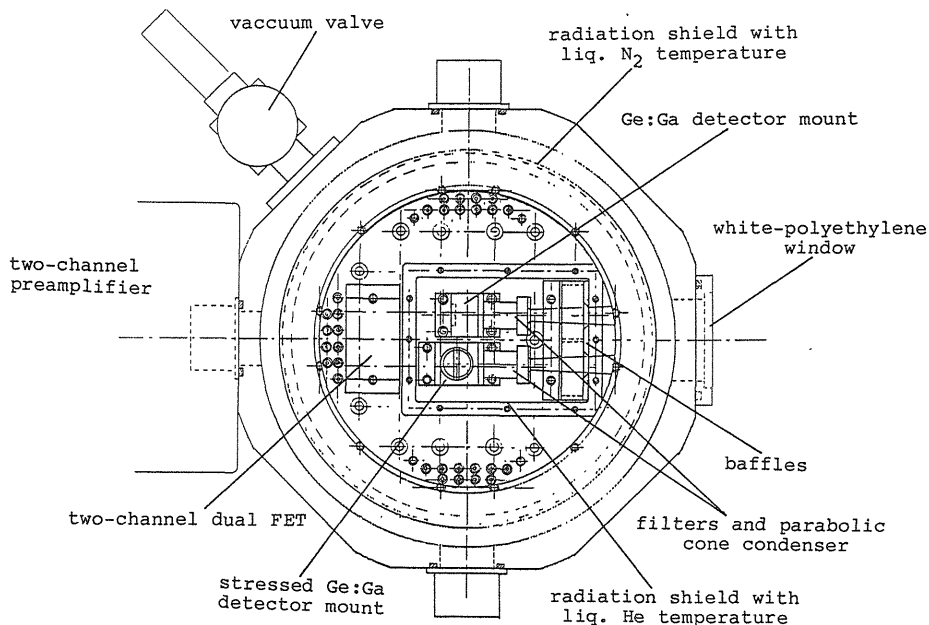 vaccuum valve
radiation shield with
liq. N2 temperature
Ge:Ga detector mount
white-polyethylene
window
two-channel
preamplifier
baffles
two-channel dual FET
filters and parabolic
cone condenser
stressed Ge:Ga
detector mount
radiation shield with
liq. He temperature